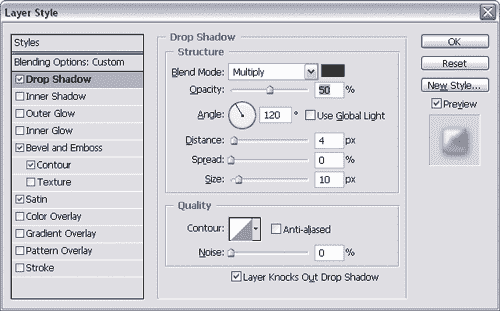 Layer Style
Styles
Blending Options: Custom
Drop Shadow
Inner Shadow
Outer Glow
Inner Glow
Bevel and Emboss
Contour
Texture
Satin
Color Overlay
Gradient Overlay
Pattern Overlay
Stroke
Drop Shadow
Structure
Blend Mode: Multiply
Opacity: 50 %
Angle: 120 ° Use Global Light
Distance: 4 px
Spread: 0 %
Size: 10 px
Quality
Contour: Anti-aliased
Noise: 0 %
Layer Knocks Out Drop Shadow
OK
Reset
New Style...
Preview